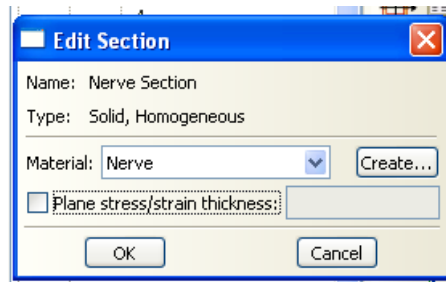 Edit Section
Name: Nerve Section
Type: Solid, Homogeneous
Material: Nerve Create...
Plane stress/strain thickness:
OK Cancel